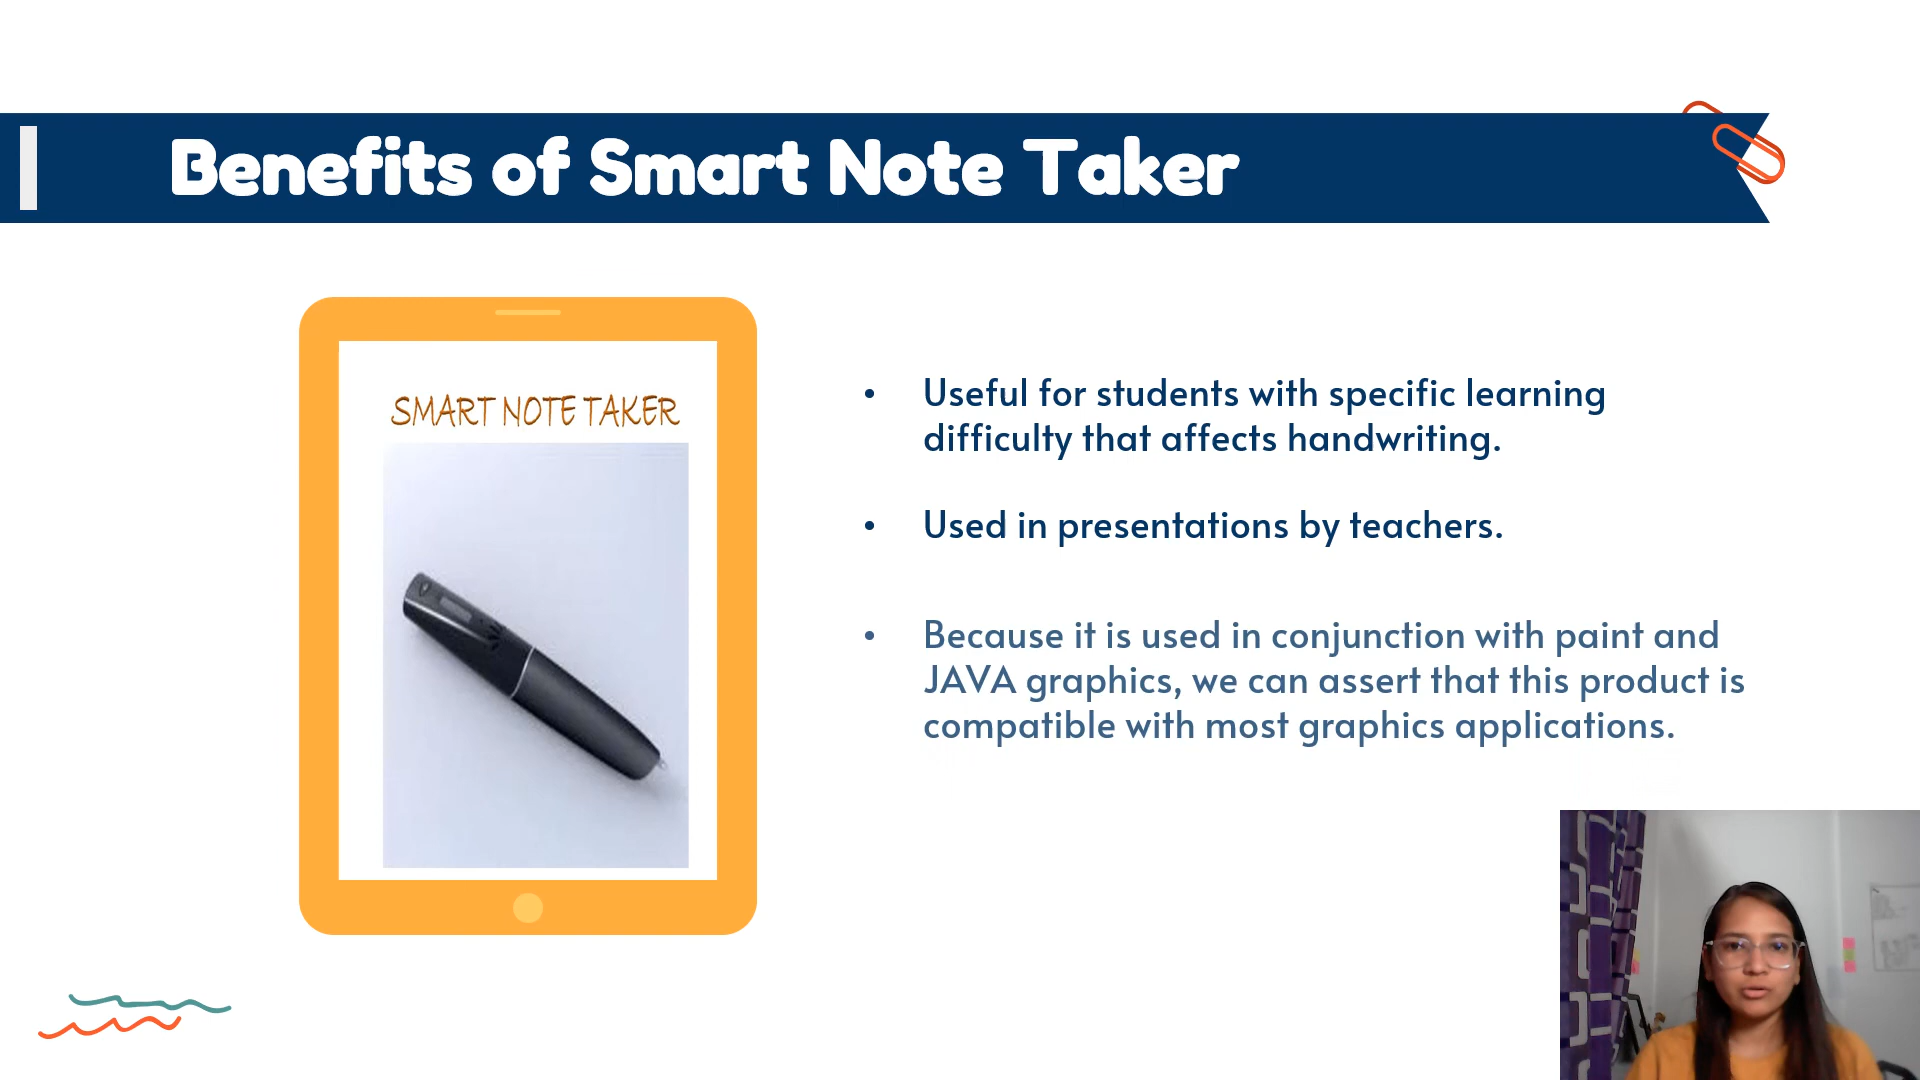 Benefits of Smart Note Taker
SMART NOTE TAKER
• Useful for students with specific learning
difficulty that affects handwriting.
• Used in presentations by teachers.
• Because it is used in conjunction with paint and
JAVA graphics, we can assert that this product is
compatible with most graphics applications.